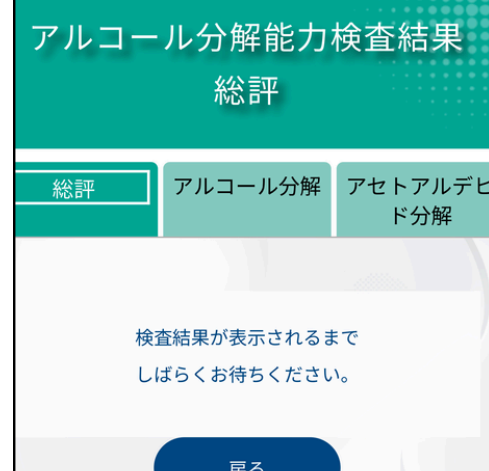 アルコール分解能力検査結果
総評
総評
アルコール分解
アセトアルデヒ
ド分解
検査結果が表示されるまで
しばらくお待ちください。
戻る